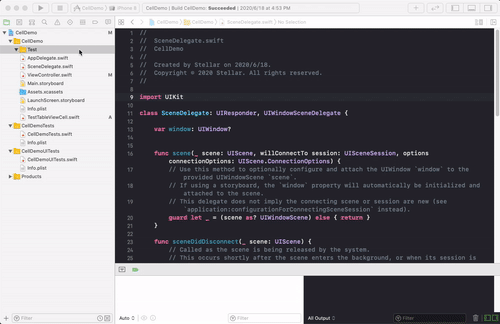 CellDemo iPhone 8 CellDemo | Build CellDemo: Succeeded | 2020/6/18 at 4:53 PM
CellDemo CellDemo SceneDelegate.swift No Selection
CellDemo M
CellDemo
Test
AppDelegate.swift
SceneDelegate.swift
ViewController.swift M
Main.storyboard
Assets.xcassets
LaunchScreen.storyboard
Info.plist
TestTableViewCell.swift A
CellDemoTests
CellDemoTests.swift
Info.plist
CellDemoUITests
CellDemoUITests.swift
Info.plist
Products
1 //
2 // SceneDelegate.swift
3 // CellDemo
4 //
5 // Created by Stellar on 2020/6/18.
6 // Copyright © 2020 Stellar. All rights reserved.
7 //
8
9 import UIKit
10
11 class SceneDelegate: UIResponder, UIWindowSceneDelegate {
12
13 var window: UIWindow?
14
15
16 func scene(_ scene: UIScene, willConnectTo session: UISceneSession, options
connectionOptions: UIScene.ConnectionOptions) {
17 // Use this method to optionally configure and attach the UIWindow `window` to the
provided UIWindowScene `scene`.
18 // If using a storyboard, the `window` property will automatically be initialized and
attached to the scene.
19 // This delegate does not imply the connecting scene or session are new (see
`application:configurationForConnectingSceneSession` instead).
20 guard let _ = (scene as? UIWindowScene) else { return }
21 }
22
23 func sceneDidDisconnect(_ scene: UIScene) {
24 // Called as the scene is being released by the system.
25 // This occurs shortly after the scene enters the background, or when its session is
Filter Auto Filter All Output Filter